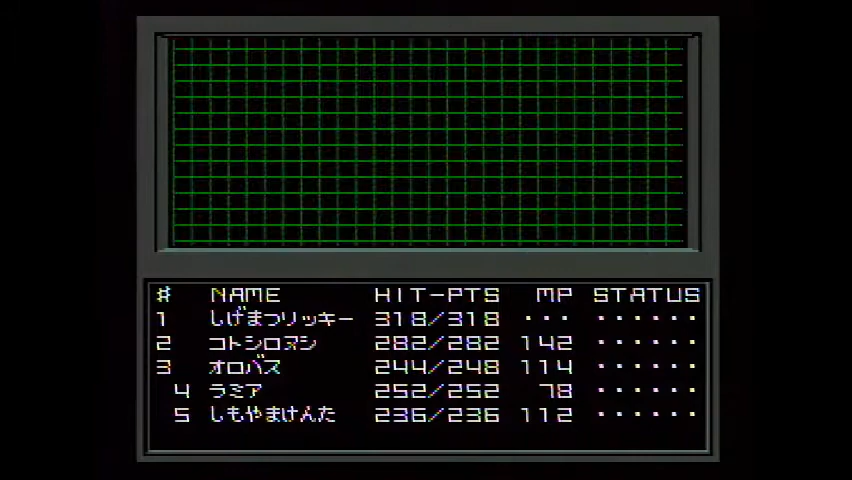 # NAME HIT-PTS MP STATUS
1 しげまつリッキー 318/318 ・・・ ・・・・・・
2 コトシロヌシ 282/282 142 ・・・・・・
3 オロバス 244/248 114 ・・・・・・
4 ラミア 252/252 78 ・・・・・・
5 しもやまけんた 236/236 112 ・・・・・・